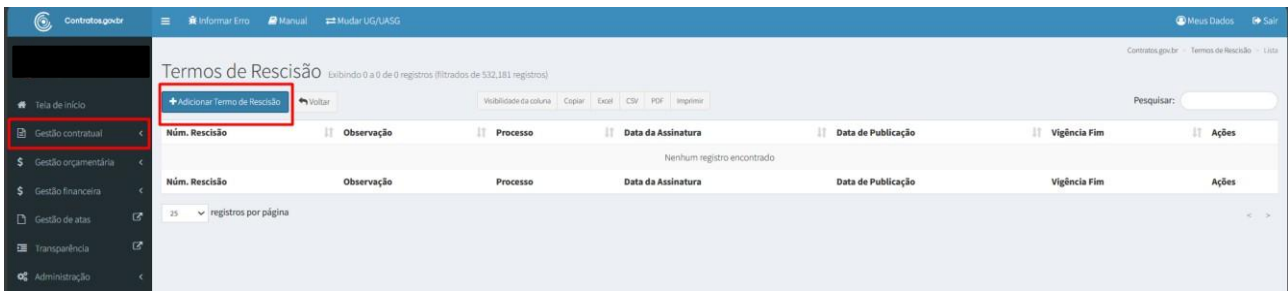 Contratos.gov.br
Informar Erro Manual Mudar UG/UASG Meus Dados Sair
Contratos.gov.br Termos de Rescisão Lista
Termos de Rescisão Exibindo 0 a 0 de 0 registros (filtrados de 532,181 registros)
+ Adicionar Termo de Rescisão Voltar Visibilidade da coluna Copiar Excel CSV PDF Imprimir Pesquisar:
Tela de início
Gestão contratual
Gestão orçamentária
Gestão financeira
Gestão de atas
Transparência
Administração
Núm. Rescisão Observação Processo Data da Assinatura Data de Publicação Vigência Fim Ações
Nenhum registro encontrado
Núm. Rescisão Observação Processo Data da Assinatura Data de Publicação Vigência Fim Ações
25 registros por página < >